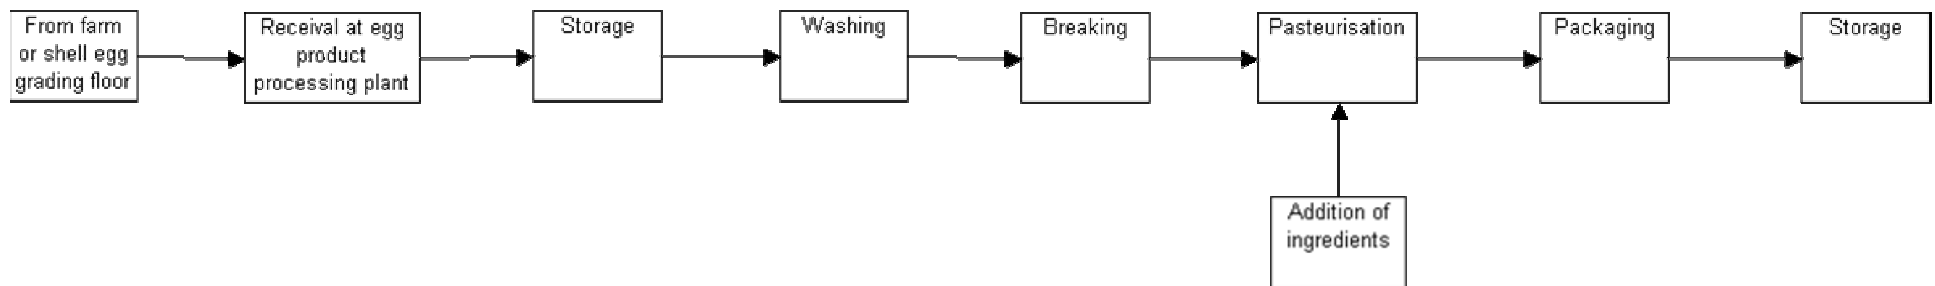 From farm
or shell egg
grading floor
Receival at egg
product
processing plant
Storage
Washing
Breaking
Pasteurisation
Packaging
Storage
Addition of
ingredients